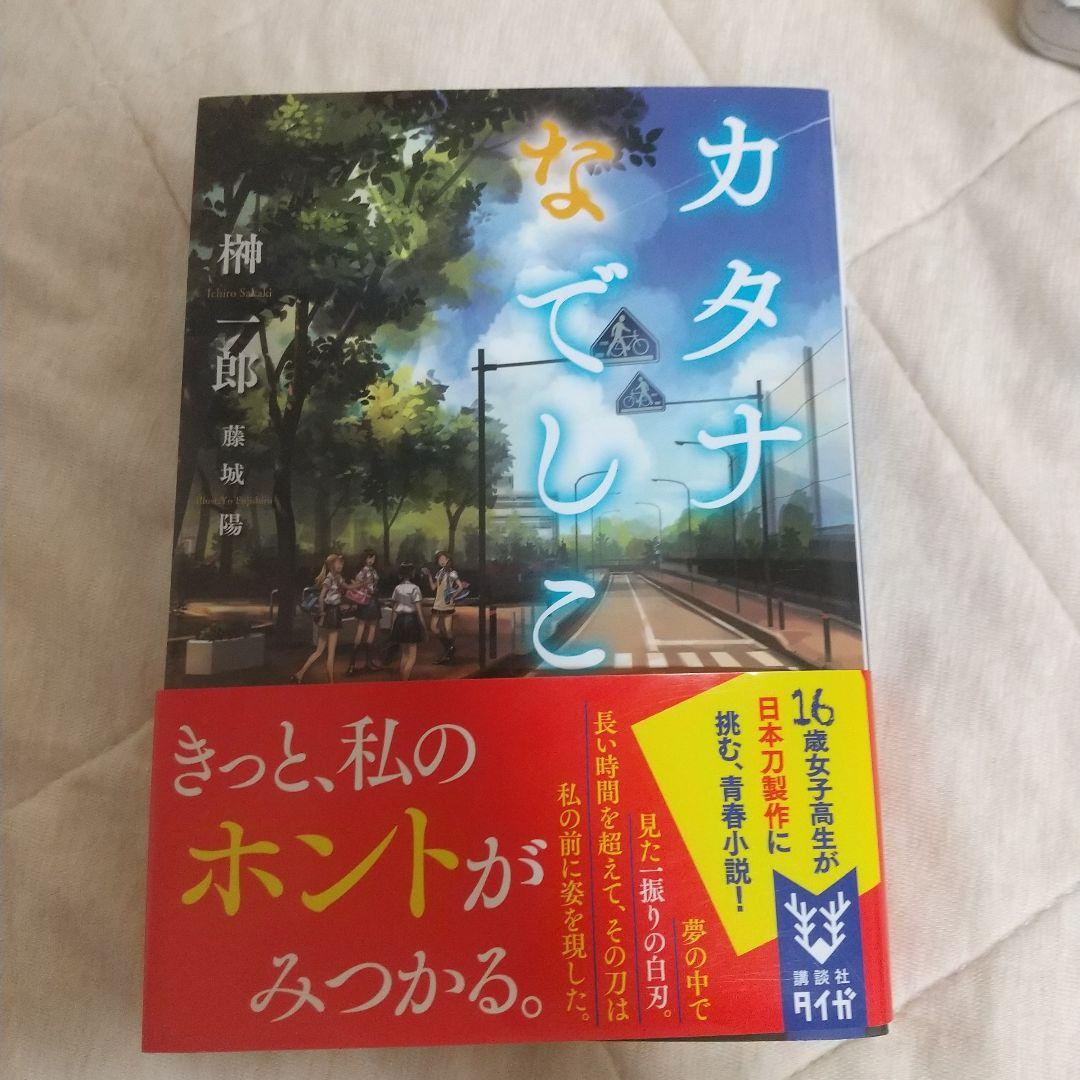 カタナ
なでしこ
榊一郎
Ichiro Sakaki
藤城陽
illust. Yo Fujishiro
16歳女子高生が
日本刀製作に
挑む、青春小説！
夢の中で
見た一振りの白刃。
長い時間を超えて、その刀は
私の前に姿を現した。
きっと、私の
ホントが
みつかる。
講談社
タイガ